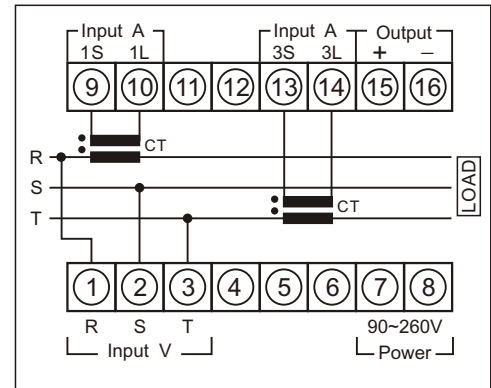 Input A Input A Output
1S 1L 3S 3L + −
9 10 11 12 13 14 15 16
CT
R
S
CT
T
LOAD
1 2 3 4 5 6 7 8
R S T 90~260V
Input V Power